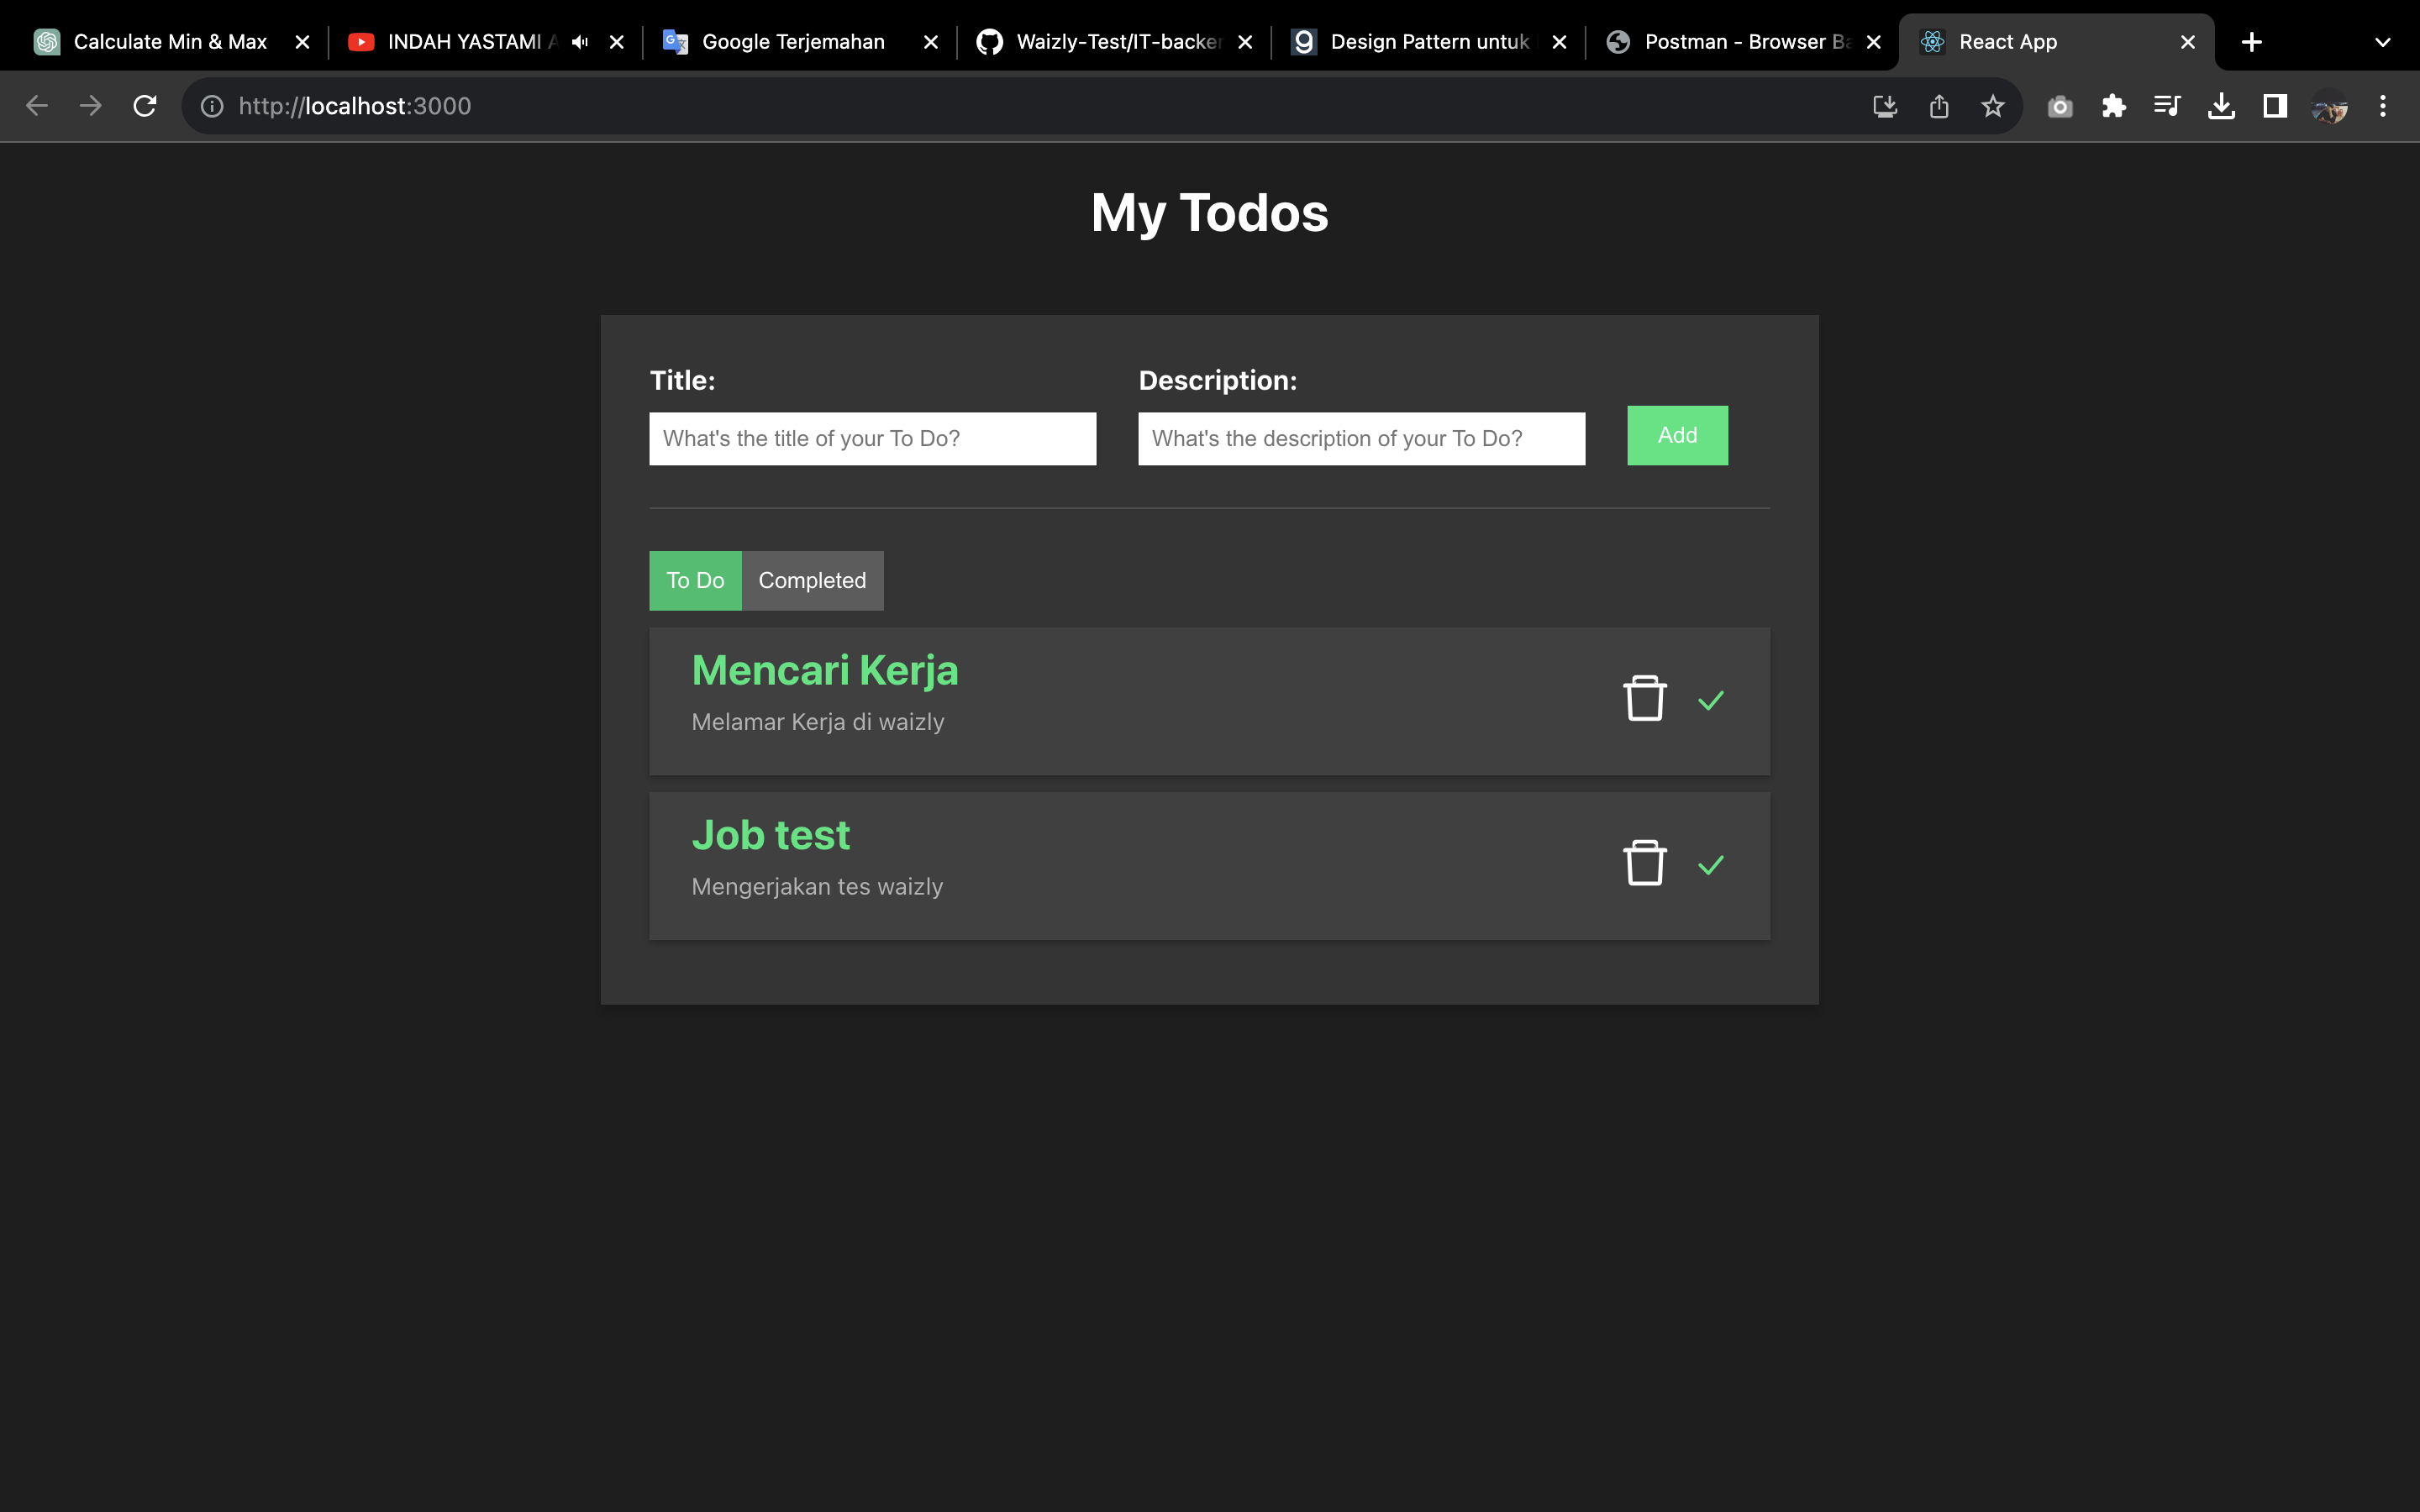 Calculate Min & Max
INDAH YASTAMI
Google Terjemahan
Waizly-Test/IT-backer
Design Pattern untuk
Postman - Browser Ba
React App
http://localhost:3000
My Todos
Title:
Description:
What's the title of your To Do?
What's the description of your To Do?
Add
To Do
Completed
Mencari Kerja
Melamar Kerja di waizly
Job test
Mengerjakan tes waizly